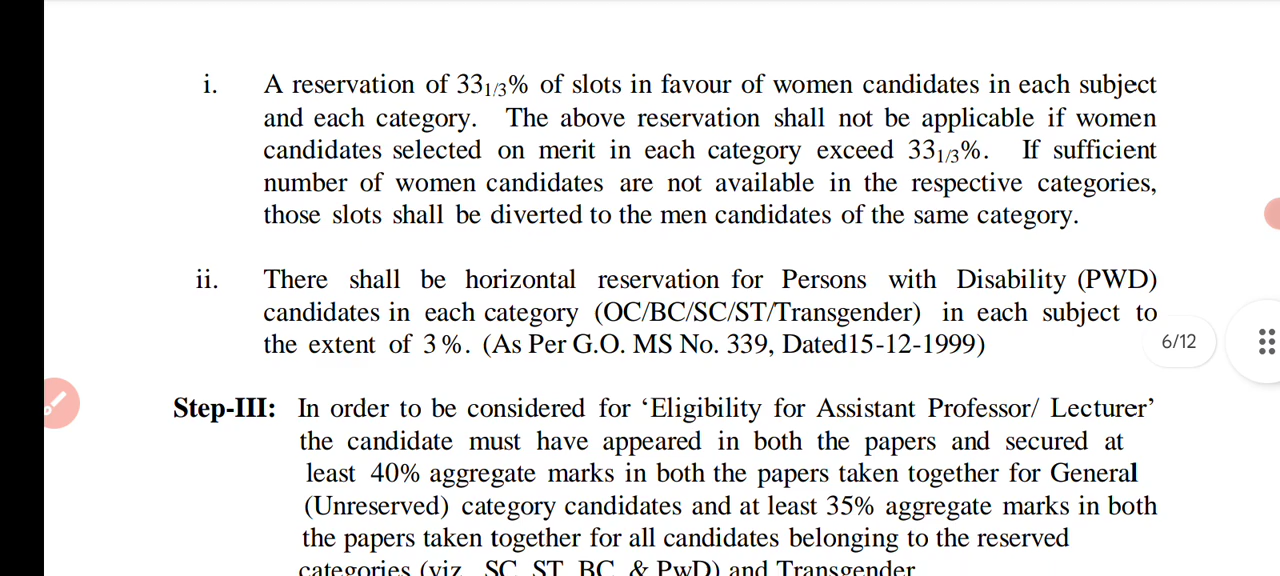 i. A reservation of 331/3% of slots in favour of women candidates in each subject
and each category. The above reservation shall not be applicable if women
candidates selected on merit in each category exceed 331/3%. If sufficient
number of women candidates are not available in the respective categories,
those slots shall be diverted to the men candidates of the same category.
ii. There shall be horizontal reservation for Persons with Disability (PWD)
candidates in each category (OC/BC/SC/ST/Transgender) in each subject to
the extent of 3%. (As Per G.O. MS No. 339, Dated15-12-1999)
6/12
Step-III: In order to be considered for ‘Eligibility for Assistant Professor/ Lecturer’
the candidate must have appeared in both the papers and secured at
least 40% aggregate marks in both the papers taken together for General
(Unreserved) category candidates and at least 35% aggregate marks in both
the papers taken together for all candidates belonging to the reserved
categories (viz., SC, ST, BC, & PwD) and Transgender